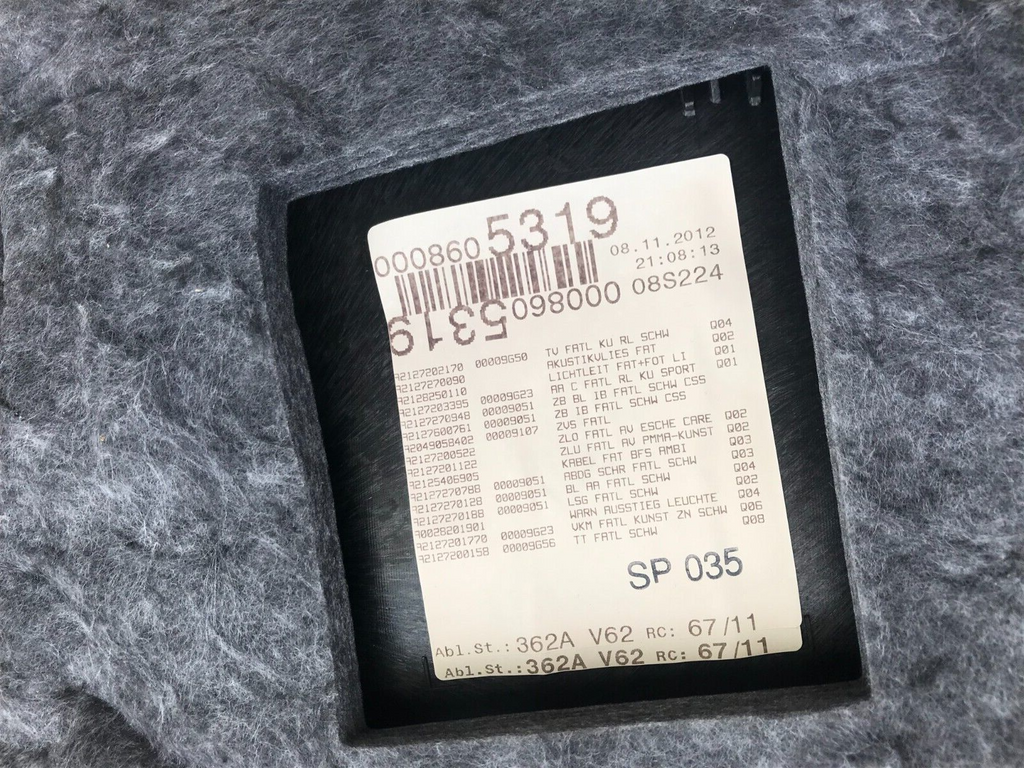 0008605319
08.11.2012
21:08:13
0008605319
08S224
A2127202170 00009G50 TV FATL KU RL SCHW Q04
A2127270090 AKUSTIKVLIES FAT Q02
A2128250110 LICHTLEIT FAT+FOT LI Q01
A2127203395 00009G23 AA C FATL RL KU SPORT Q01
A2127270948 00009051 ZB BL IB FATL SCHW CSS
A2127600761 00009051 ZB IB FATL SCHW CSS
A2049058402 00009107 ZVS FATL
A2127200522 ZLO FATL AV ESCHE CARE Q02
A2127201122 ZLU FATL AV PMMA-KUNST Q02
A2125406905 KABEL FAT BFS AMBI Q03
A2127270788 00009051 ABDG SCHR FATL SCHW Q03
A2127270128 00009051 BL AA FATL SCHW Q04
A2127270188 00009051 LSG FATL SCHW Q02
A0028201901 WARN AUSSTIEG LEUCHTE Q04
A2127201770 00009G23 VKM FATL KUNST ZN SCHW Q06
A2127200158 00009G56 TT FATL SCHW Q08
SP 035
Abl.St.: 362A V62 RC: 67/11
Abl.St.: 362A V62 RC: 67/11